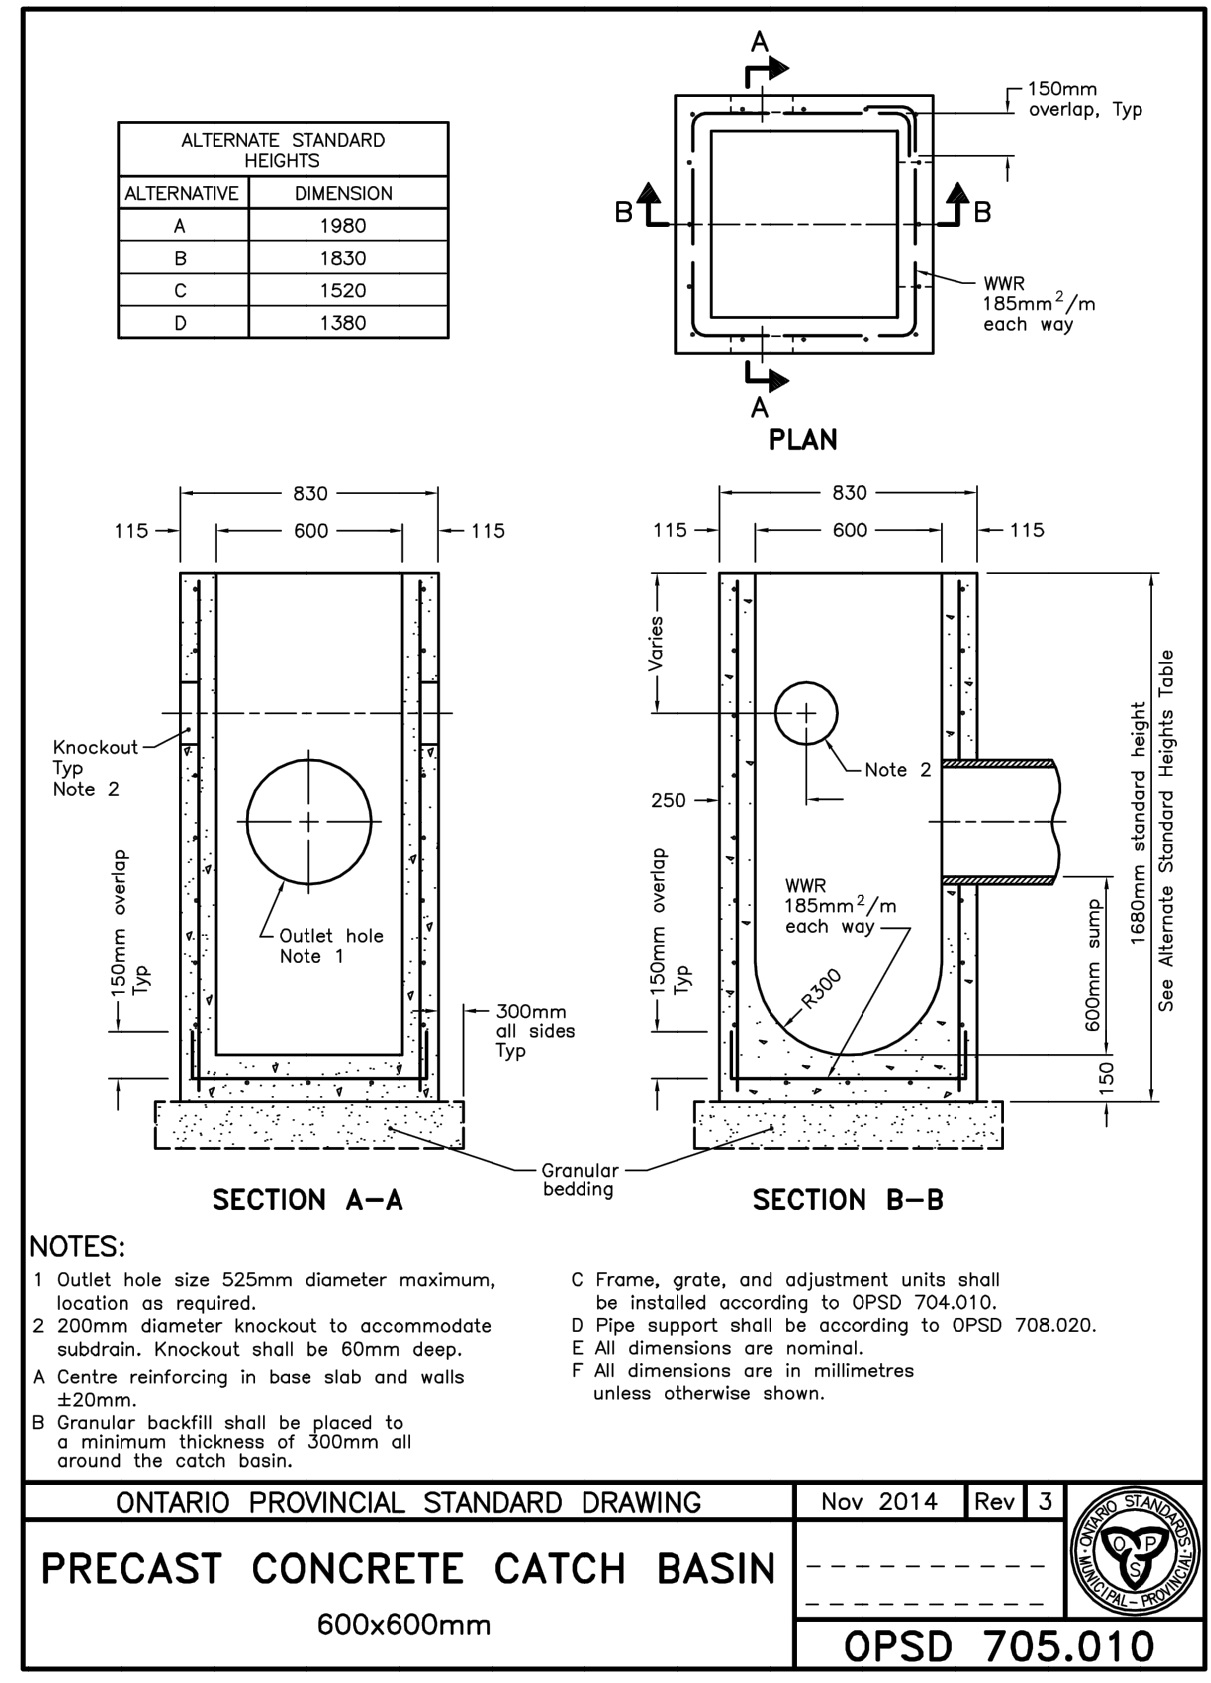 ALTERNATE STANDARD
HEIGHTS
ALTERNATIVE DIMENSION
A 1980
B 1830
C 1520
D 1380
A
150mm
overlap, Typ
B
B
WWR
185mm²/m
each way
A
PLAN
830
115 600 115
Knockout
Typ
Note 2
150mm overlap
Typ
Outlet hole
Note 1
300mm
all sides
Typ
SECTION A–A
830
115 600 115
Varies
Note 2
250
WWR
185mm²/m
each way
150mm overlap
Typ
R300
600mm sump
150
1680mm standard height
See Alternate Standard Heights Table
Granular
bedding
SECTION B–B
NOTES:
1 Outlet hole size 525mm diameter maximum,
location as required.
2 200mm diameter knockout to accommodate
subdrain. Knockout shall be 60mm deep.
A Centre reinforcing in base slab and walls
±20mm.
B Granular backfill shall be placed to
a minimum thickness of 300mm all
around the catch basin.
C Frame, grate, and adjustment units shall
be installed according to OPSD 704.010.
D Pipe support shall be according to OPSD 708.020.
E All dimensions are nominal.
F All dimensions are in millimetres
unless otherwise shown.
ONTARIO PROVINCIAL STANDARD DRAWING
Nov 2014 Rev 3
PRECAST CONCRETE CATCH BASIN
600x600mm
OPSD 705.010
ONTARIO STANDARDS
MUNICIPAL–PROVINCIAL
O P
S